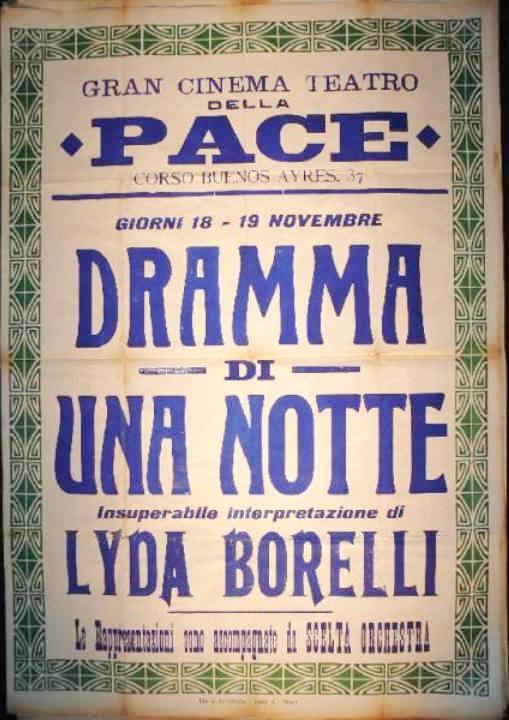 GRAN CINEMA TEATRO
DELLA
PACE
CORSO BUENOS AYRES, 37
GIORNI 18 - 19 NOVEMBRE
DRAMMA
DI
UNA NOTTE
Insuperabile interpretazione di
LYDA BORELLI
Le Rappresentazioni sono accompagnate da SCELTA ORCHESTRA